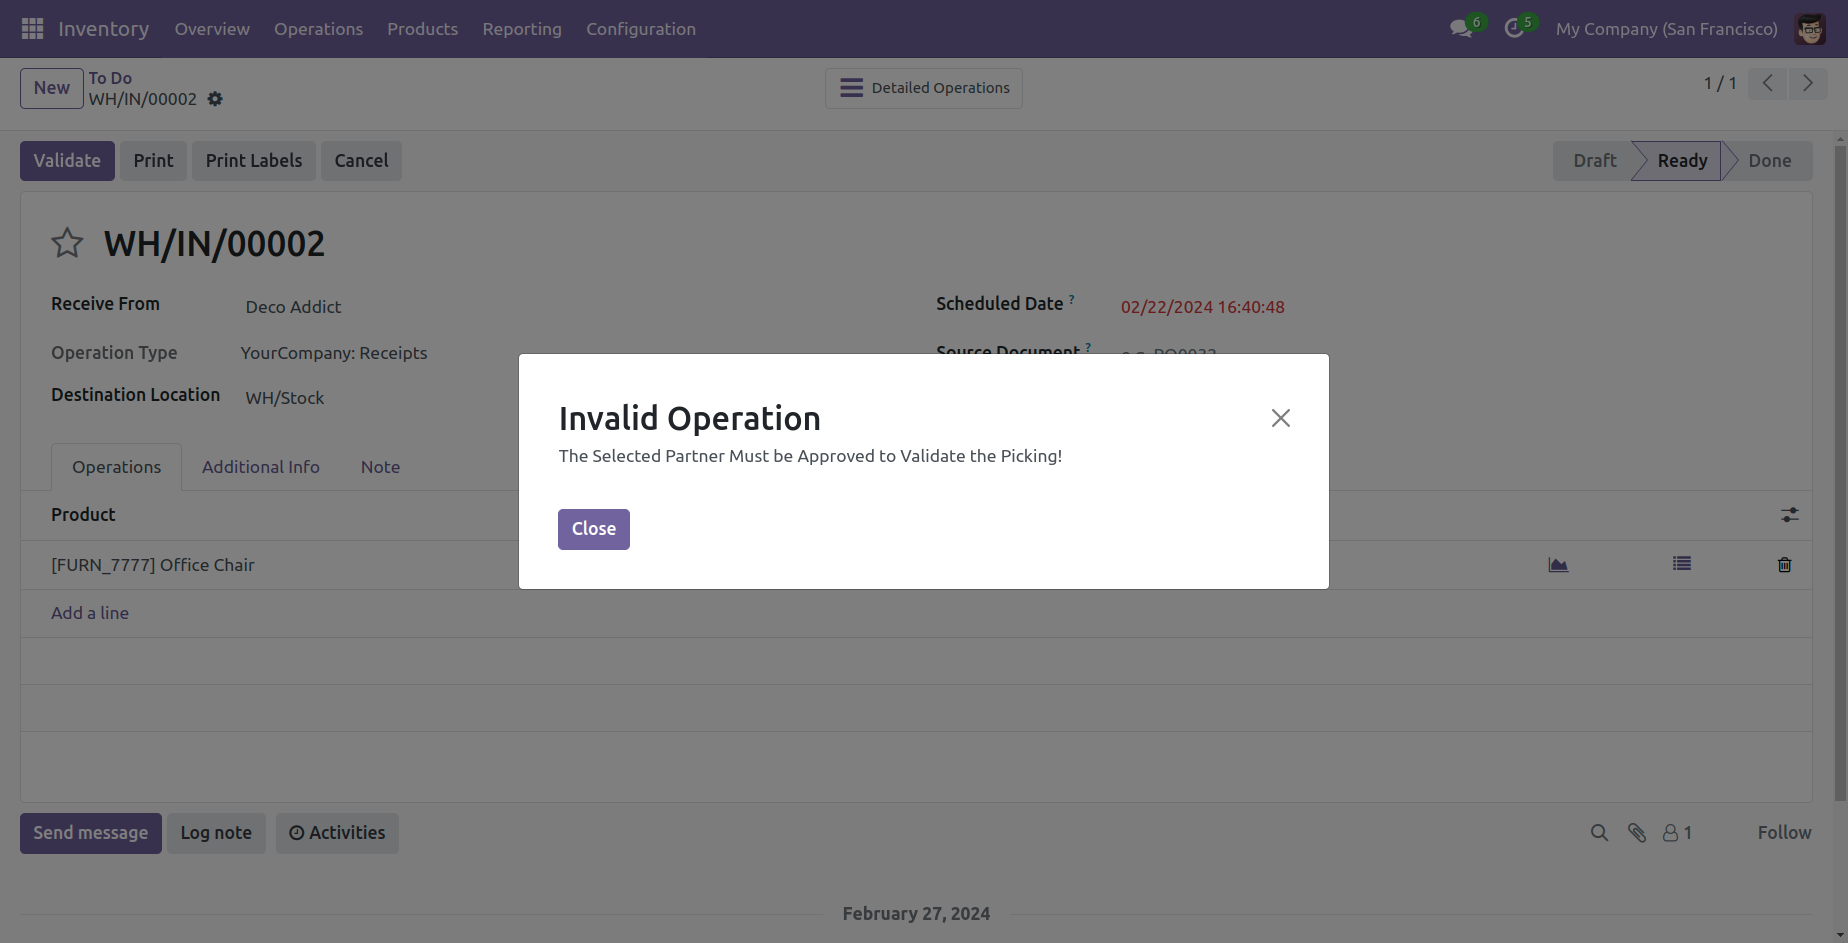 Inventory Overview Operations Products Reporting Configuration 6 5 My Company (San Francisco)
New To Do
WH/IN/00002
Detailed Operations
1 / 1
Validate Print Print Labels Cancel Draft Ready Done
WH/IN/00002
Receive From Deco Addict Scheduled Date ? 02/22/2024 16:40:48
Operation Type YourCompany: Receipts Source Document ?
Destination Location WH/Stock
Invalid Operation
The Selected Partner Must be Approved to Validate the Picking!
Close
Operations Additional Info Note
Product
[FURN_7777] Office Chair
Add a line
Send message Log note Activities 1 Follow
February 27, 2024